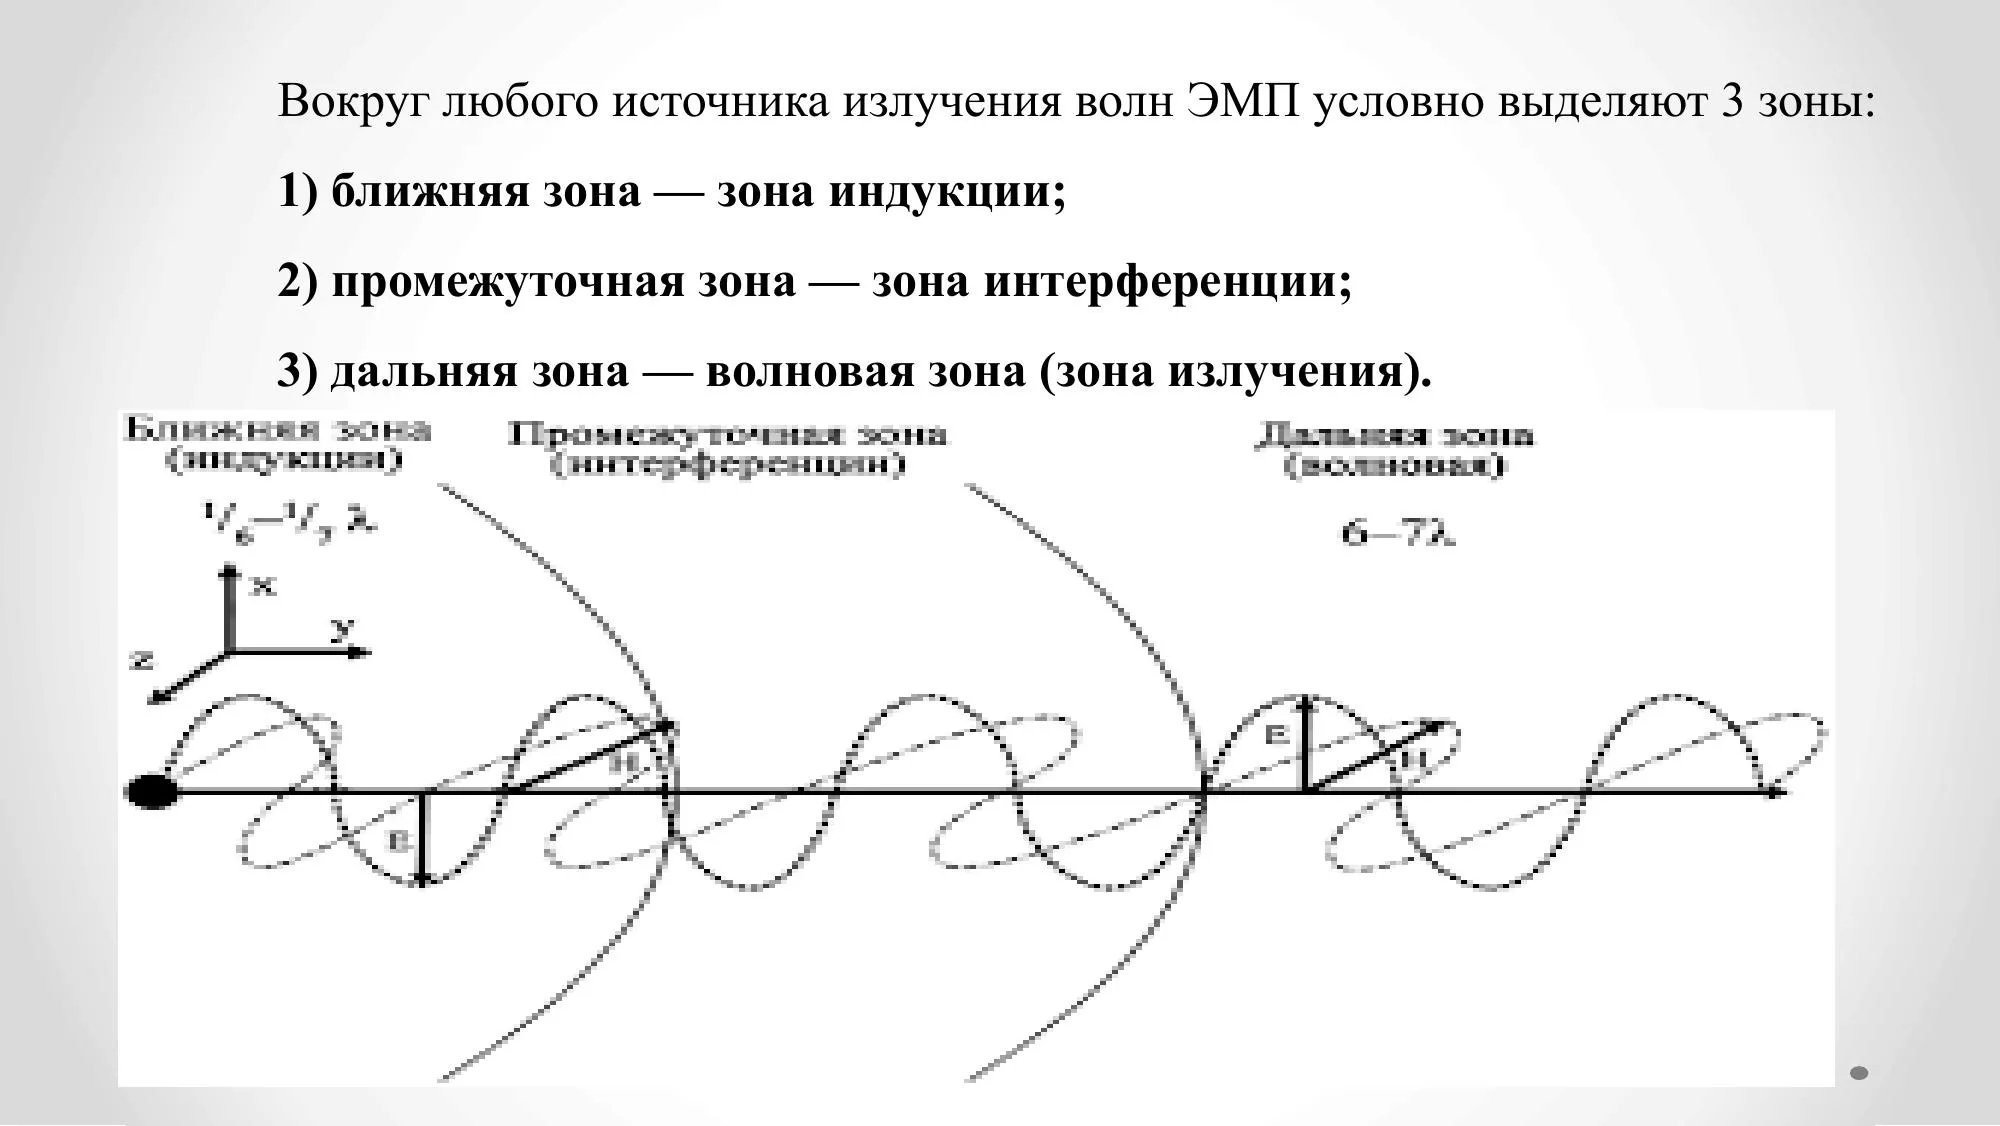 Вокруг любого источника излучения волн ЭМП условно выделяют 3 зоны:
1) ближняя зона — зона индукции;
2) промежуточная зона — зона интерференции;
3) дальняя зона — волновая зона (зона излучения).
Ближняя зона
(индукции)
1/6—1/7 λ
Промежуточная зона
(интерференции)
Дальняя зона
(волновая)
6—7λ
x
y
z
E
H
E
H